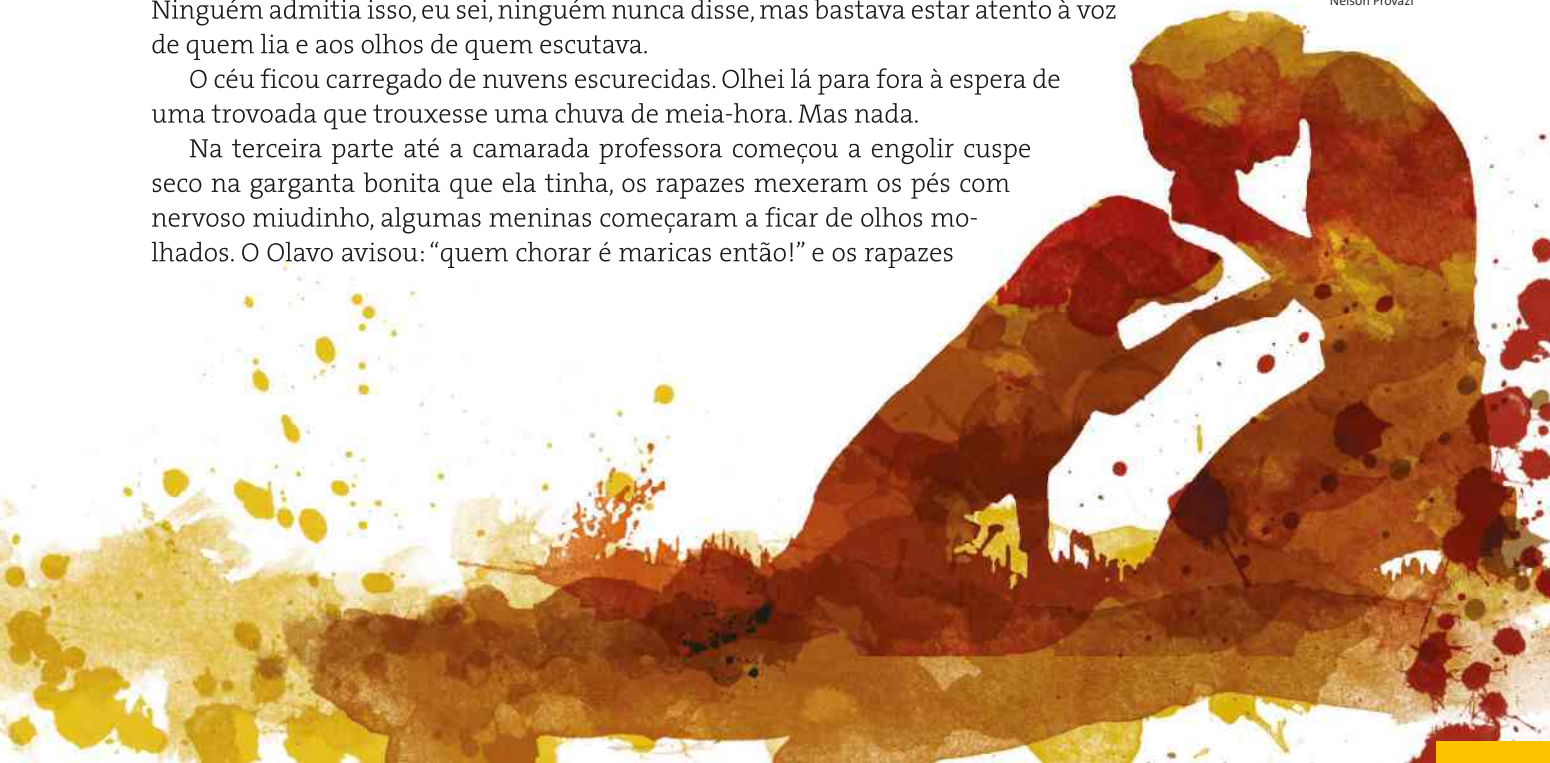 Nelson Provazi
Ninguém admitia isso, eu sei, ninguém nunca disse, mas bastava estar atento à voz
de quem lia e aos olhos de quem escutava.
O céu ficou carregado de nuvens escurecidas. Olhei lá para fora à espera de
uma trovoada que trouxesse uma chuva de meia-hora. Mas nada.
Na terceira parte até a camarada professora começou a engolir cuspe
seco na garganta bonita que ela tinha, os rapazes mexeram os pés com
nervoso miudinho, algumas meninas começaram a ficar de olhos mo-
lhados. O Olavo avisou: “quem chorar é maricas então!” e os rapazes